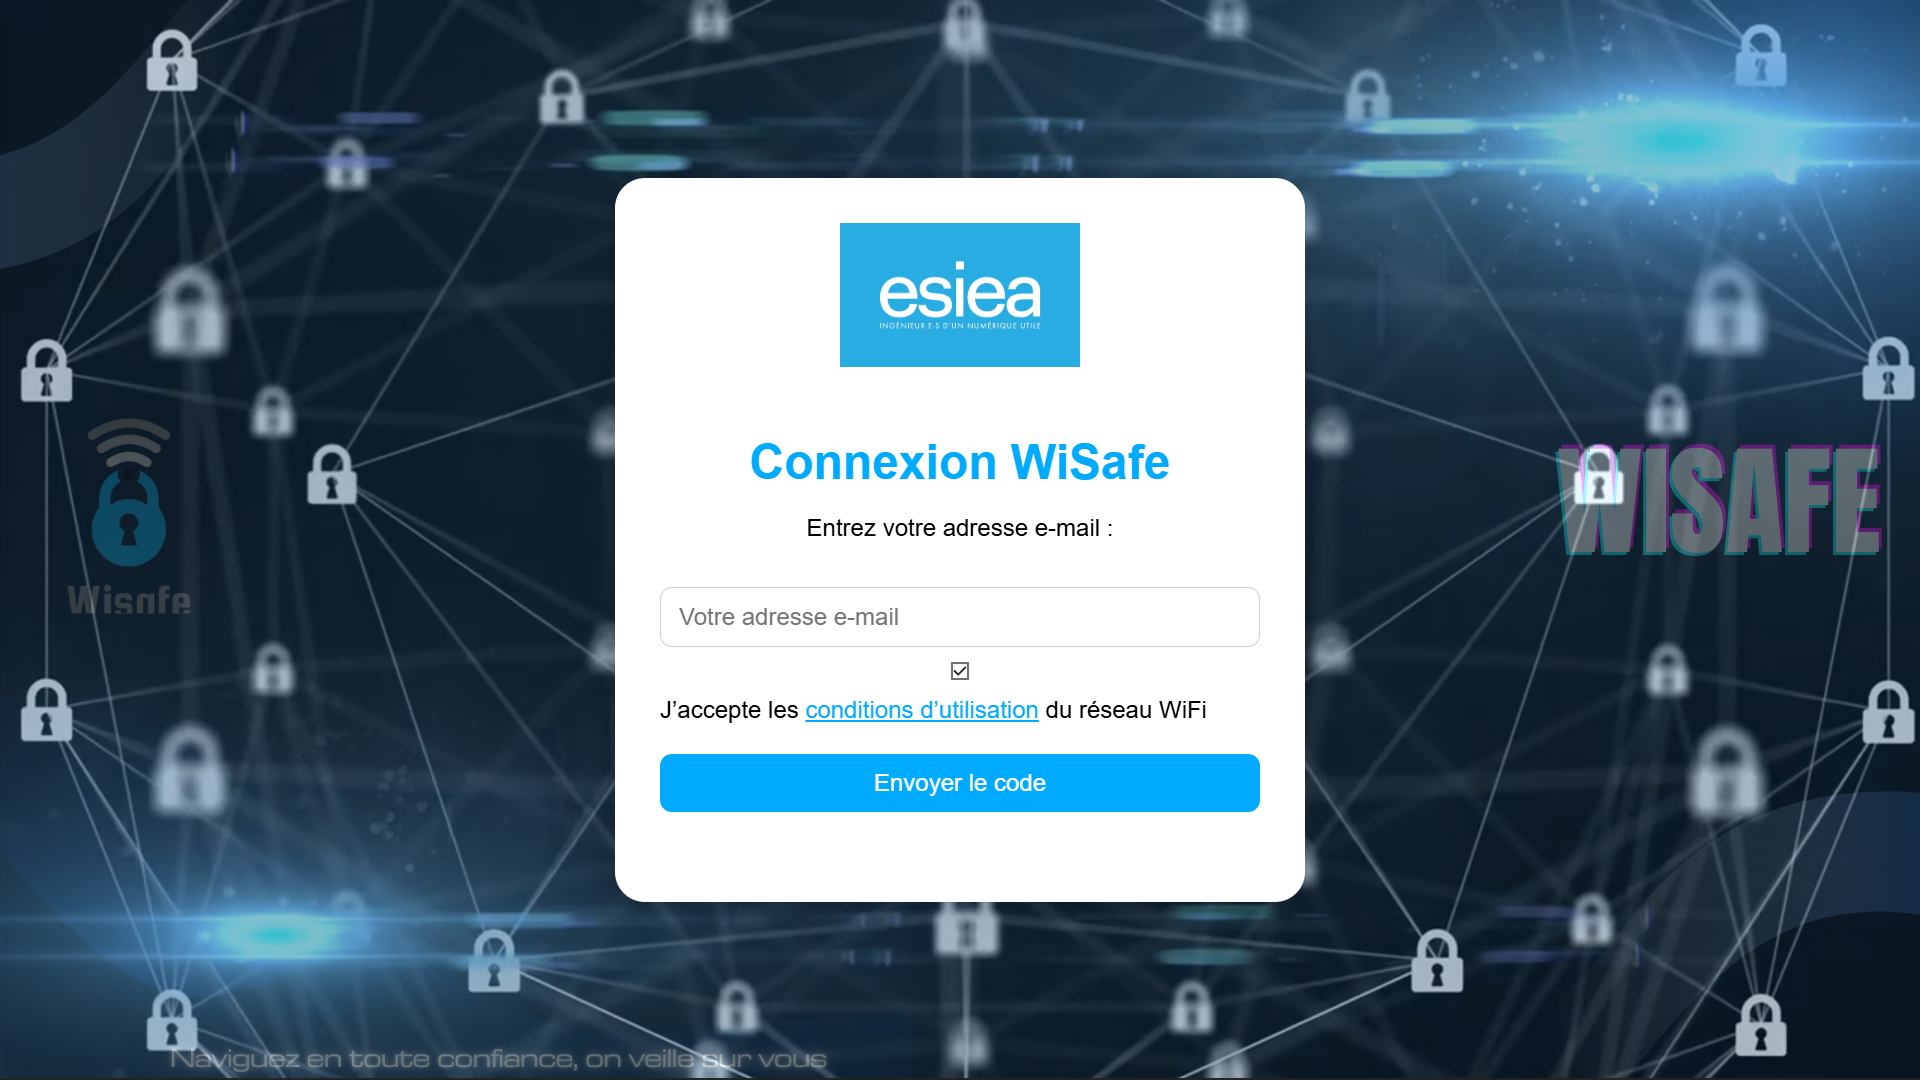 esiea
INGÉNIEUR·E·S D'UN NUMÉRIQUE UTILE
Connexion WiSafe
Entrez votre adresse e-mail :
Votre adresse e-mail
J’accepte les conditions d’utilisation du réseau WiFi
Envoyer le code
Wisafe
WISAFE
Naviguez en toute confiance, on veille sur vous